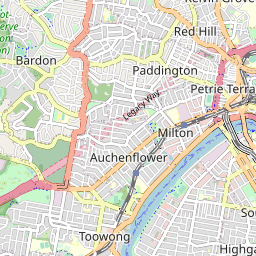 Kelvin Grove
Red Hill
Bardon
Paddington
Petrie Terra
Legacy Way
Milton
Auchenflower
Toowong
Sou
Highga